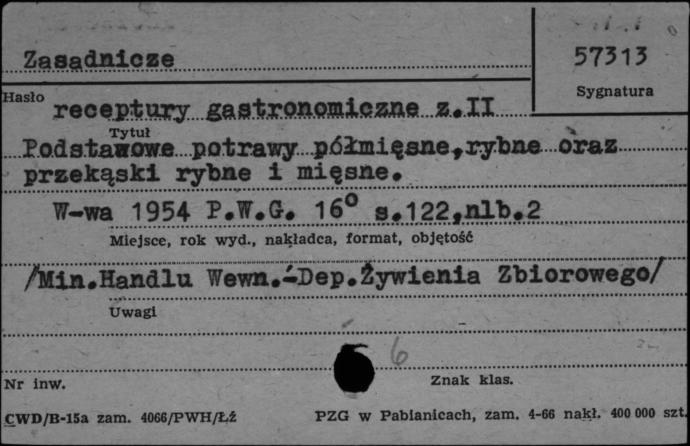 Zasadnicze
57313
Sygnatura
Hasło
receptury gastronomiczne z.II
Tytuł
Podstawowe potrawy półmięsne,rybne oraz
przekąski rybne i mięsne.
W-wa 1954 P.W.G. 16° s.122,nlb.2
Miejsce, rok wyd., nakładca, format, objętość
/Min.Handlu Wewn.-Dep.Żywienia Zbiorowego/
Uwagi
6
Nr inw.
Znak klas.
CWD/B-15a zam. 4066/PWH/Łż
PZG w Pabianicach, zam. 4-66 nakł. 400 000 szt.